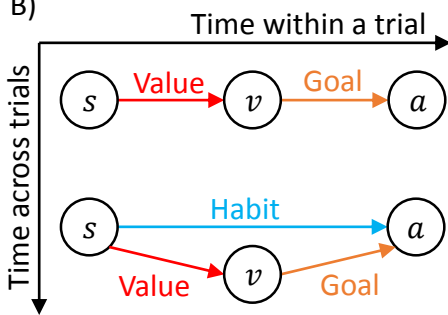 B)
Time within a trial
Time across trials
s
Value
v
Goal
a
s
Habit
a
Value
v
Goal